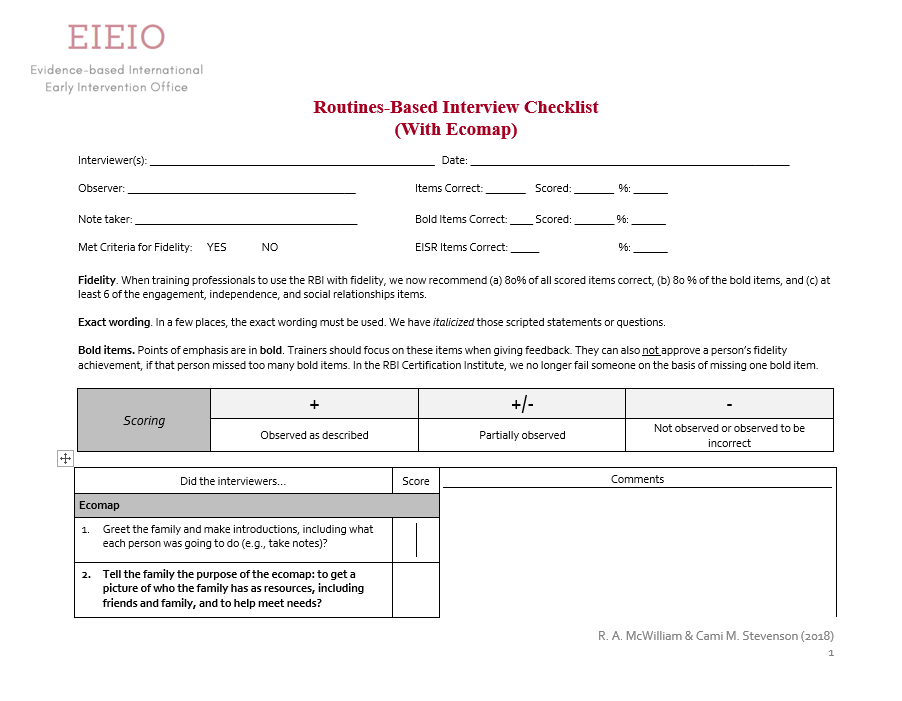 EIEIO
Evidence-based International
Early Intervention Office
Routines-Based Interview Checklist
(With Ecomap)
Interviewer(s): ________________________ Date: ________________________
Observer: ________________________ Items Correct: ______ Scored: ______ %: _____
Note taker: ________________________ Bold Items Correct: ____ Scored: ______ %: _____
Met Criteria for Fidelity: YES NO EISR Items Correct: _____ %: _____
Fidelity. When training professionals to use the RBI with fidelity, we now recommend (a) 80% of all scored items correct, (b) 80 % of the bold items, and (c) at
least 6 of the engagement, independence, and social relationships items.
Exact wording. In a few places, the exact wording must be used. We have italicized those scripted statements or questions.
Bold items. Points of emphasis are in bold. Trainers should focus on these items when giving feedback. They can also not approve a person's fidelity
achievement, if that person missed too many bold items. In the RBI Certification Institute, we no longer fail someone on the basis of missing one bold item.
Scoring
+ +/- -
Observed as described Partially observed Not observed or observed to be
incorrect
Did the interviewers... Score Comments
Ecomap
1. Greet the family and make introductions, including what
each person was going to do (e.g., take notes)?
2. Tell the family the purpose of the ecomap: to get a
picture of who the family has as resources, including
friends and family, and to help meet needs?
R. A. McWilliam & Cami M. Stevenson (2018)
1